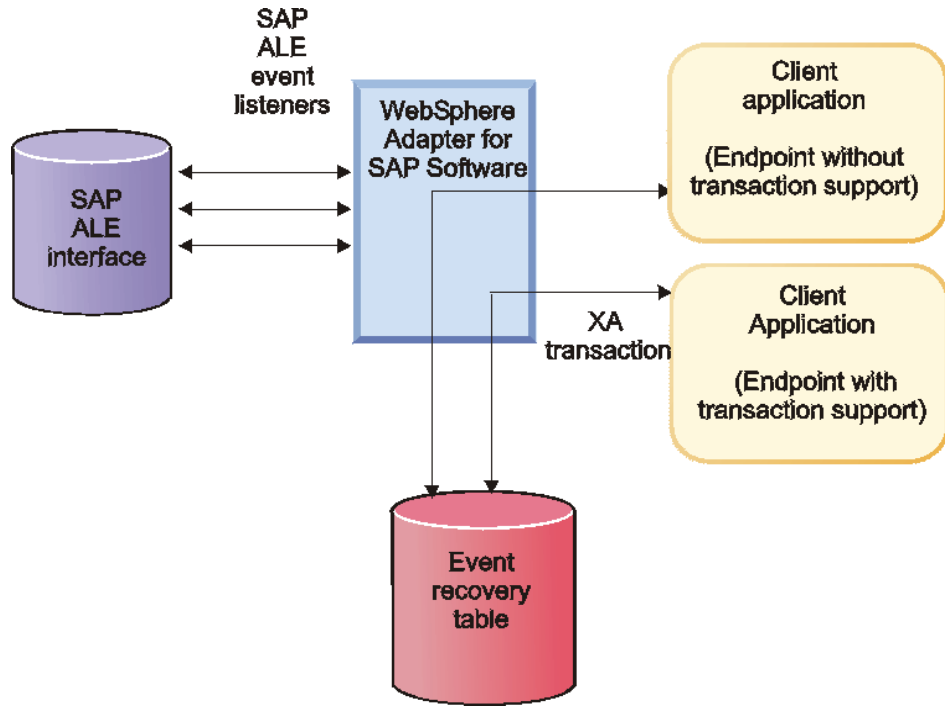 SAP
ALE
event
listeners
WebSphere
Adapter for
SAP Software
SAP
ALE
interface
Client
application
(Endpoint without
transaction support)
Client
Application
(Endpoint with
transaction support)
XA
transaction
Event
recovery
table